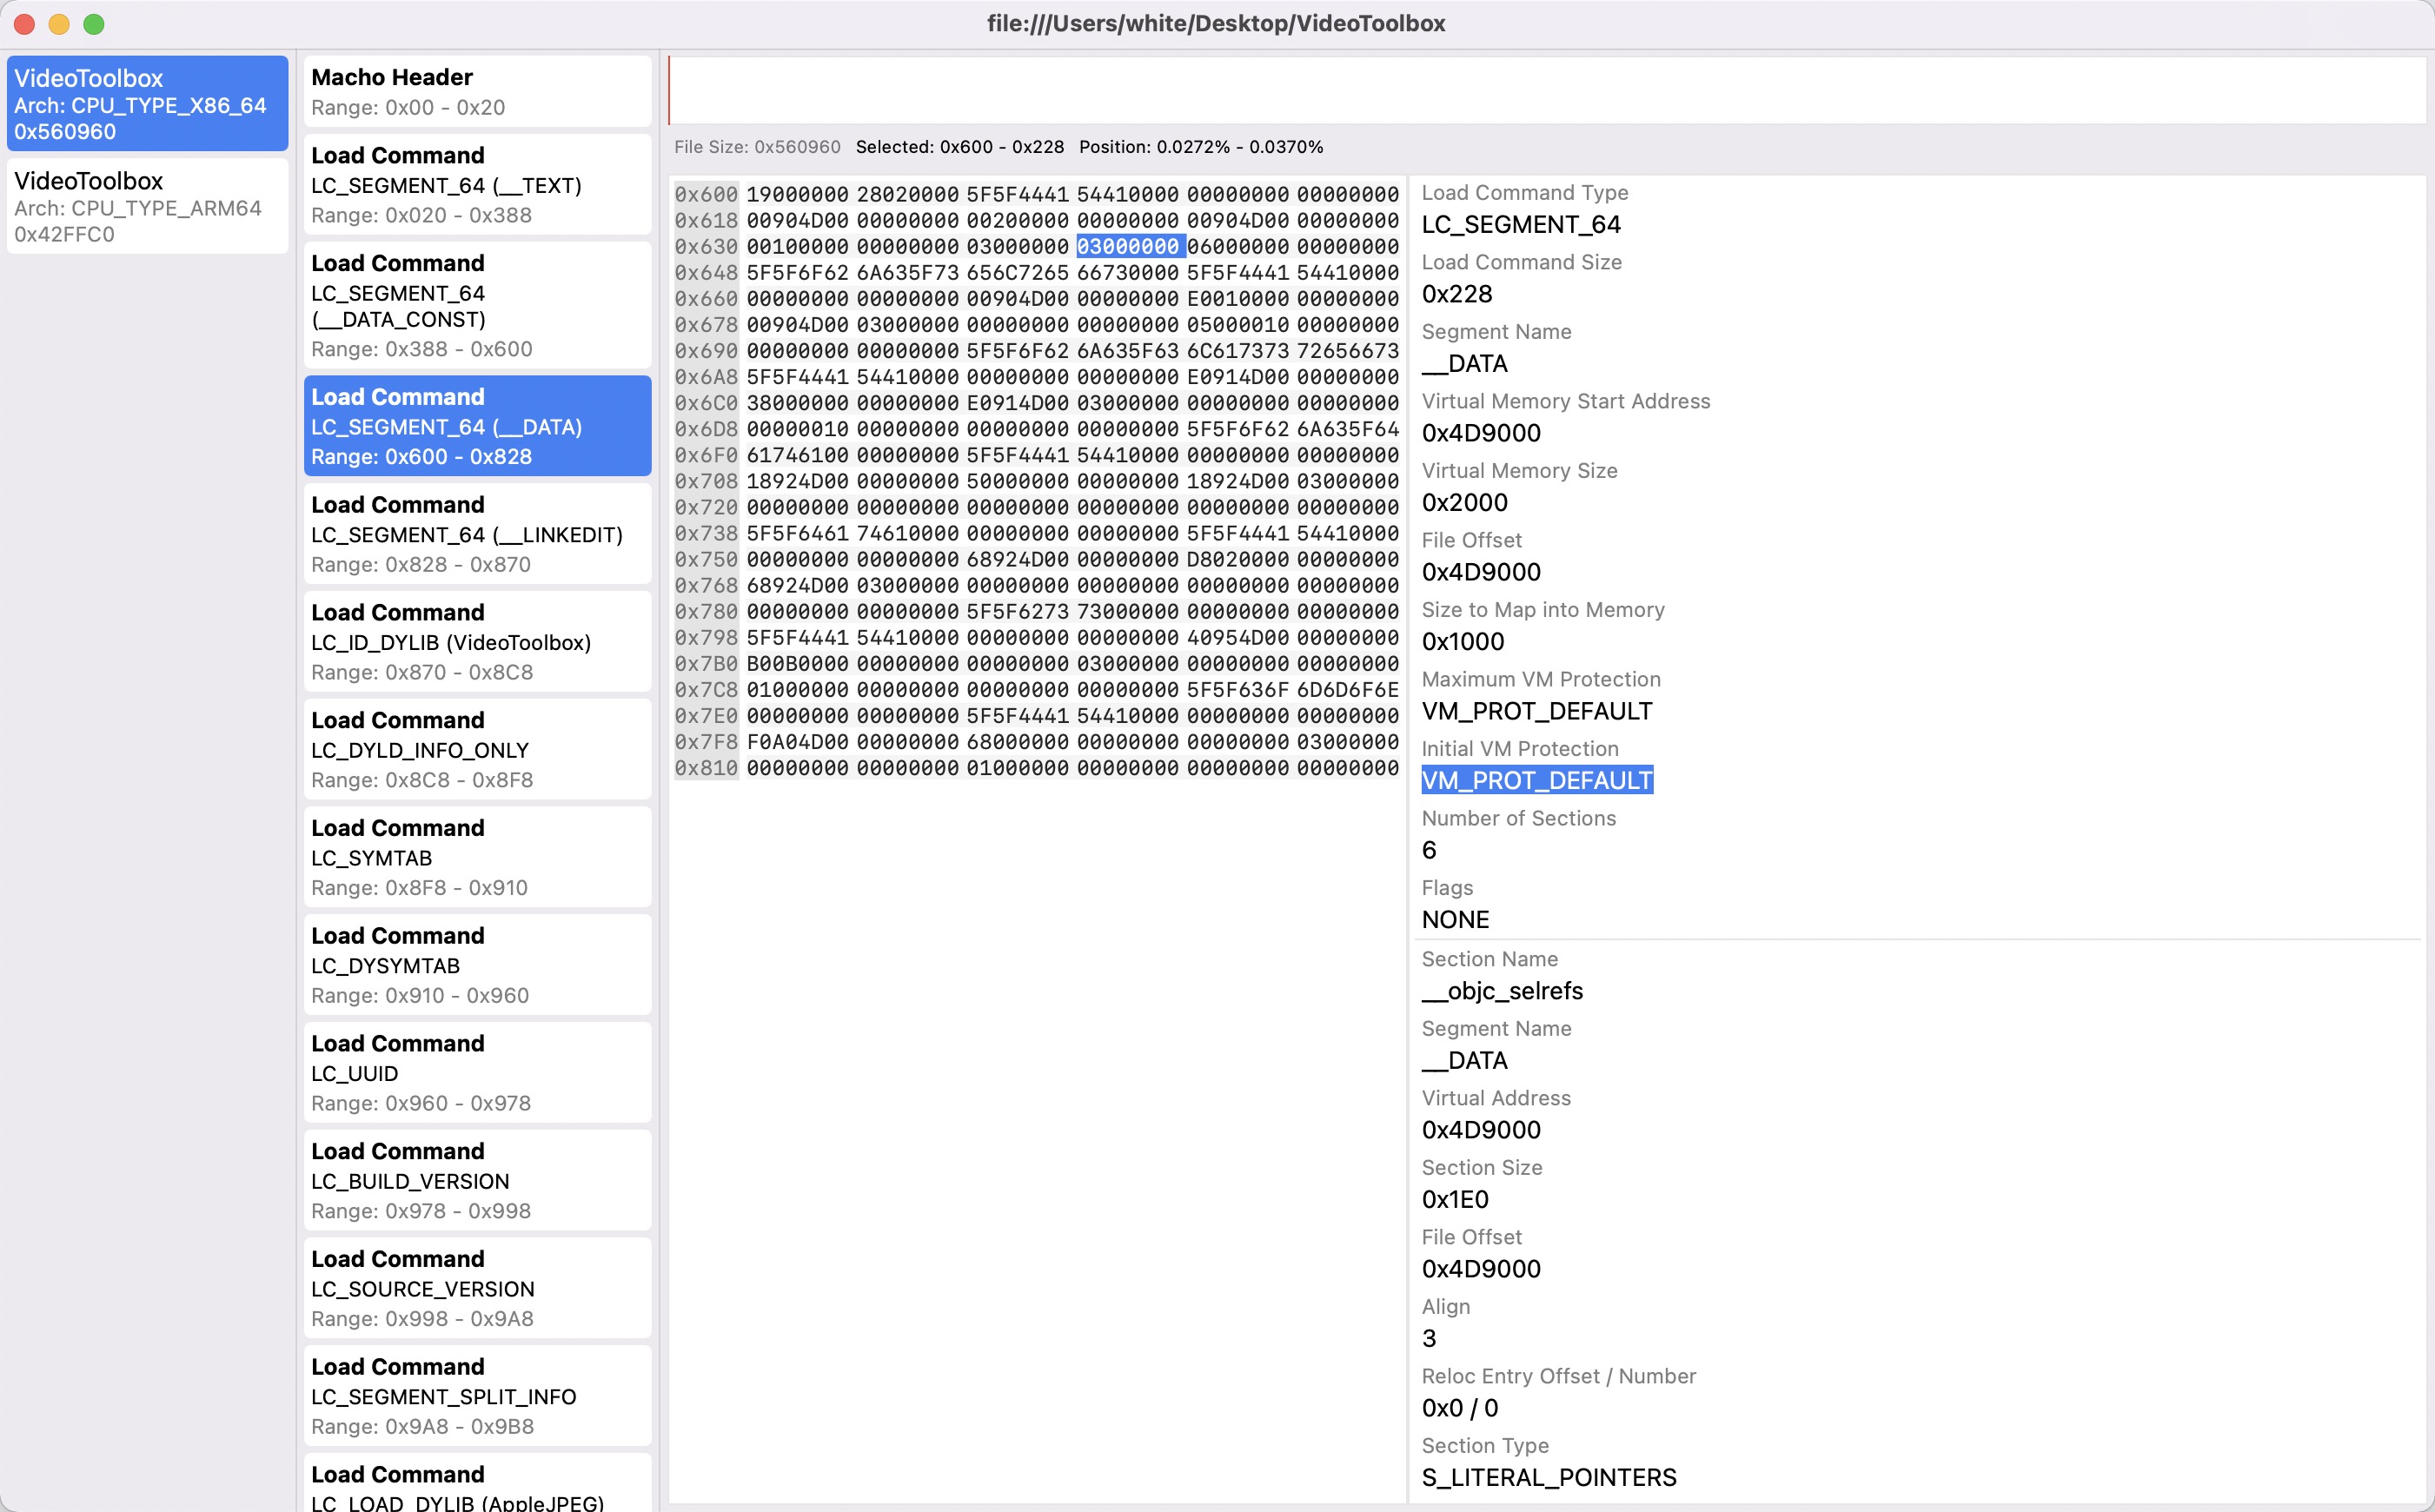 file:///Users/white/Desktop/VideoToolbox
VideoToolbox
Arch: CPU_TYPE_X86_64
0x560960
VideoToolbox
Arch: CPU_TYPE_ARM64
0x42FFC0
Macho Header
Range: 0x00 - 0x20
Load Command
LC_SEGMENT_64 (__TEXT)
Range: 0x020 - 0x388
Load Command
LC_SEGMENT_64
(__DATA_CONST)
Range: 0x388 - 0x600
Load Command
LC_SEGMENT_64 (__DATA)
Range: 0x600 - 0x828
Load Command
LC_SEGMENT_64 (__LINKEDIT)
Range: 0x828 - 0x870
Load Command
LC_ID_DYLIB (VideoToolbox)
Range: 0x870 - 0x8C8
Load Command
LC_DYLD_INFO_ONLY
Range: 0x8C8 - 0x8F8
Load Command
LC_SYMTAB
Range: 0x8F8 - 0x910
Load Command
LC_DYSYMTAB
Range: 0x910 - 0x960
Load Command
LC_UUID
Range: 0x960 - 0x978
Load Command
LC_BUILD_VERSION
Range: 0x978 - 0x998
Load Command
LC_SOURCE_VERSION
Range: 0x998 - 0x9A8
Load Command
LC_SEGMENT_SPLIT_INFO
Range: 0x9A8 - 0x9B8
Load Command
LC_LOAD_DYLIB (AppleJPEG)
File Size: 0x560960 Selected: 0x600 - 0x228 Position: 0.0272% - 0.0370%
0x600 19000000 28020000 5F5F4441 54410000 00000000 00000000
0x618 00904D00 00000000 00200000 00000000 00904D00 00000000
0x630 00100000 00000000 03000000 03000000 06000000 00000000
0x648 5F5F6F62 6A635F73 656C7265 66730000 5F5F4441 54410000
0x660 00000000 00000000 00904D00 00000000 E0010000 00000000
0x678 00904D00 03000000 00000000 00000000 05000010 00000000
0x690 00000000 00000000 5F5F6F62 6A635F63 6C617373 72656673
0x6A8 5F5F4441 54410000 00000000 00000000 E0914D00 00000000
0x6C0 38000000 00000000 E0914D00 03000000 00000000 00000000
0x6D8 00000010 00000000 00000000 00000000 5F5F6F62 6A635F64
0x6F0 61746100 00000000 5F5F4441 54410000 00000000 00000000
0x708 18924D00 00000000 50000000 00000000 18924D00 03000000
0x720 00000000 00000000 00000000 00000000 00000000 00000000
0x738 5F5F6461 74610000 00000000 00000000 5F5F4441 54410000
0x750 00000000 00000000 68924D00 00000000 D8020000 00000000
0x768 68924D00 03000000 00000000 00000000 00000000 00000000
0x780 00000000 00000000 5F5F6273 73000000 00000000 00000000
0x798 5F5F4441 54410000 00000000 00000000 40954D00 00000000
0x7B0 B00B0000 00000000 00000000 03000000 00000000 00000000
0x7C8 01000000 00000000 00000000 00000000 5F5F636F 6D6D6F6E
0x7E0 00000000 00000000 5F5F4441 54410000 00000000 00000000
0x7F8 F0A04D00 00000000 68000000 00000000 00000000 03000000
0x810 00000000 00000000 01000000 00000000 00000000 00000000
Load Command Type
LC_SEGMENT_64
Load Command Size
0x228
Segment Name
__DATA
Virtual Memory Start Address
0x4D9000
Virtual Memory Size
0x2000
File Offset
0x4D9000
Size to Map into Memory
0x1000
Maximum VM Protection
VM_PROT_DEFAULT
Initial VM Protection
VM_PROT_DEFAULT
Number of Sections
6
Flags
NONE
Section Name
__objc_selrefs
Segment Name
__DATA
Virtual Address
0x4D9000
Section Size
0x1E0
File Offset
0x4D9000
Align
3
Reloc Entry Offset / Number
0x0 / 0
Section Type
S_LITERAL_POINTERS